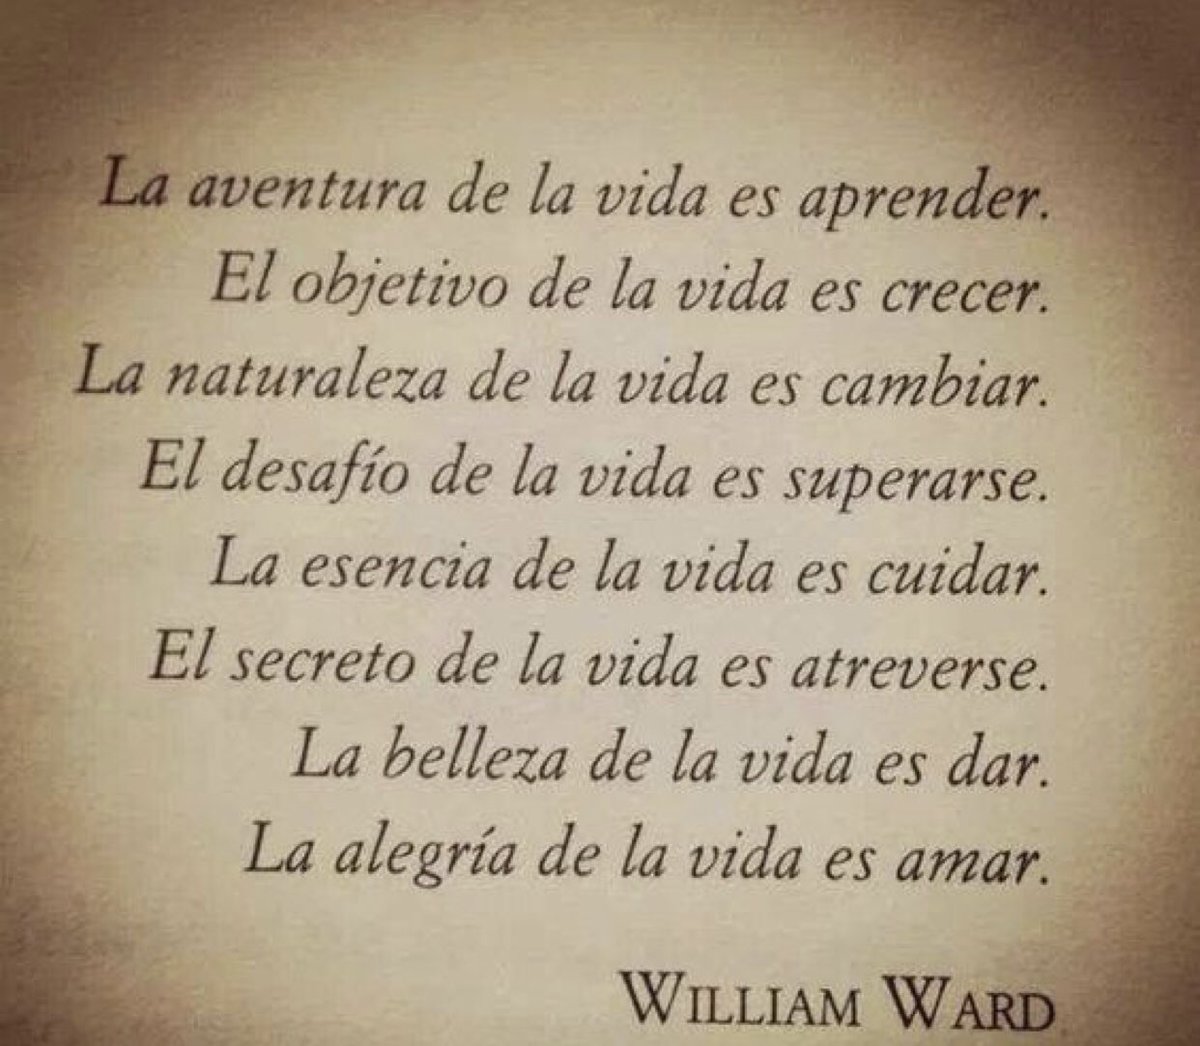 La aventura de la vida es aprender.
El objetivo de la vida es crecer.
La naturaleza de la vida es cambiar.
El desafío de la vida es superarse.
La esencia de la vida es cuidar.
El secreto de la vida es atreverse.
La belleza de la vida es dar.
La alegría de la vida es amar.
WILLIAM WARD